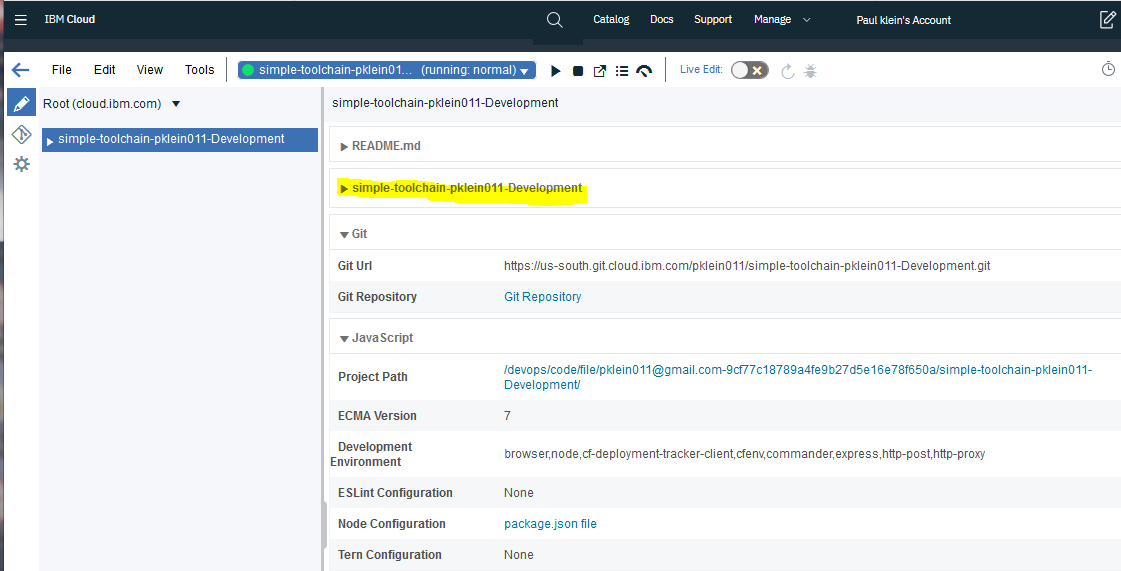 IBM Cloud Catalog Docs Support Manage Paul klein's Account
File Edit View Tools simple-toolchain-pklein01... (running: normal) Live Edit:
Root (cloud.ibm.com)
simple-toolchain-pklein011-Development
simple-toolchain-pklein011-Development
README.md
simple-toolchain-pklein011-Development
Git
Git Url https://us-south.git.cloud.ibm.com/pklein011/simple-toolchain-pklein011-Development.git
Git Repository Git Repository
JavaScript
Project Path /devops/code/file/pklein011@gmail.com-9cf77c18789a4fe9b27d5e16e78f650a/simple-toolchain-pklein011-
Development/
ECMA Version 7
Development
Environment browser,node,cf-deployment-tracker-client,cfenv,commander,express,http-post,http-proxy
ESLint Configuration None
Node Configuration package.json file
Tern Configuration None